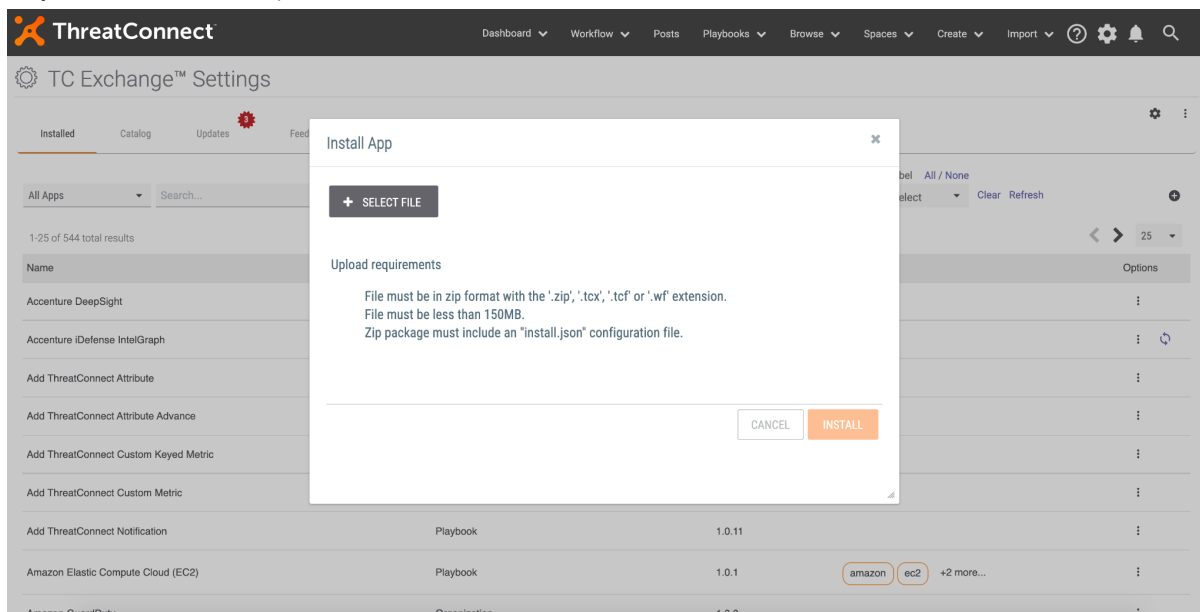 ThreatConnect
Dashboard Workflow Posts Playbooks Browse Spaces Create Import
TC Exchange™ Settings
Installed Catalog Updates 3 Feed
Install App
SELECT FILE
Upload requirements
File must be in zip format with the '.zip', '.tcx', '.tcf' or '.wf' extension.
File must be less than 150MB.
Zip package must include an "install.json" configuration file.
CANCEL INSTALL
bel All / None
All Apps Search... elect Clear Refresh
1-25 of 544 total results 25
Name Options
Accenture DeepSight
Accenture iDefense IntelGraph
Add ThreatConnect Attribute
Add ThreatConnect Attribute Advance
Add ThreatConnect Custom Keyed Metric
Add ThreatConnect Custom Metric
Add ThreatConnect Notification Playbook 1.0.11
Amazon Elastic Compute Cloud (EC2) Playbook 1.0.1 amazon ec2 +2 more...